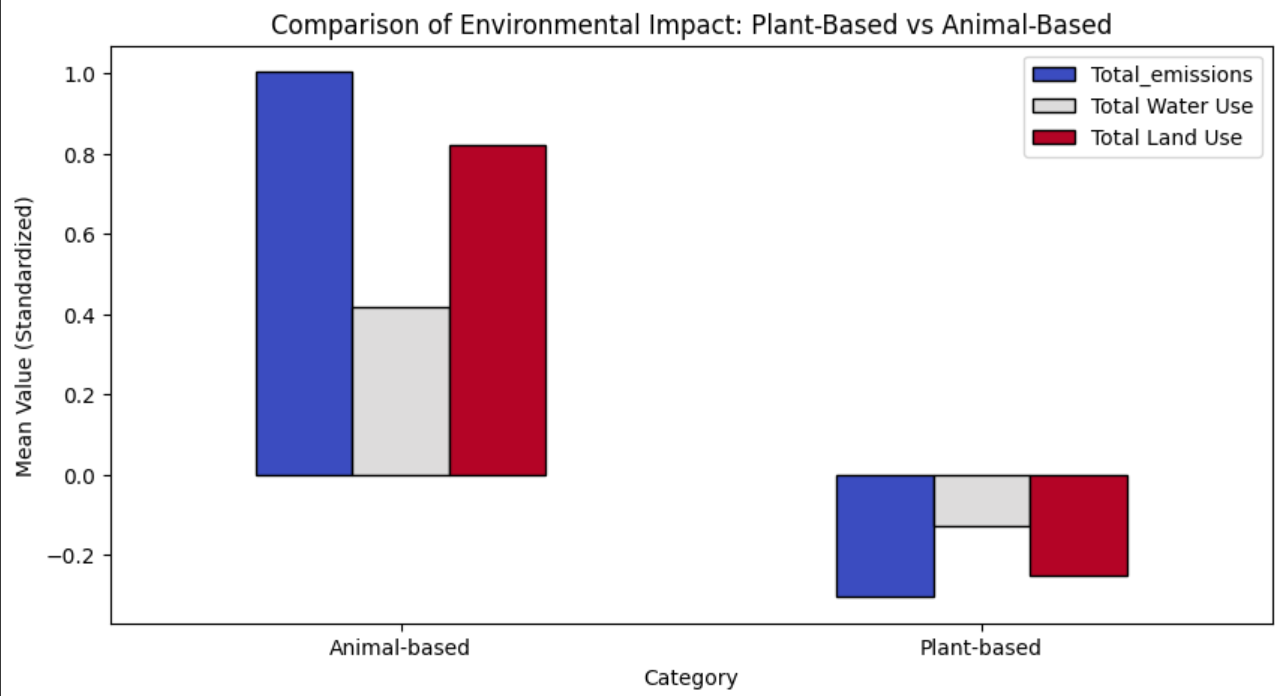 Comparison of Environmental Impact: Plant-Based vs Animal-Based
Total_emissions
Total Water Use
Total Land Use
Mean Value (Standardized)
1.0
0.8
0.6
0.4
0.2
0.0
−0.2
Animal-based
Plant-based
Category